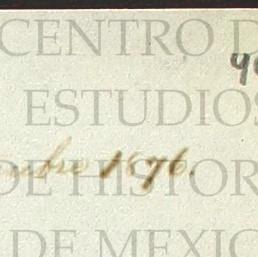 CENTRO D
ESTUDIOS
DE HISTOR
1876.
DE MEXIC